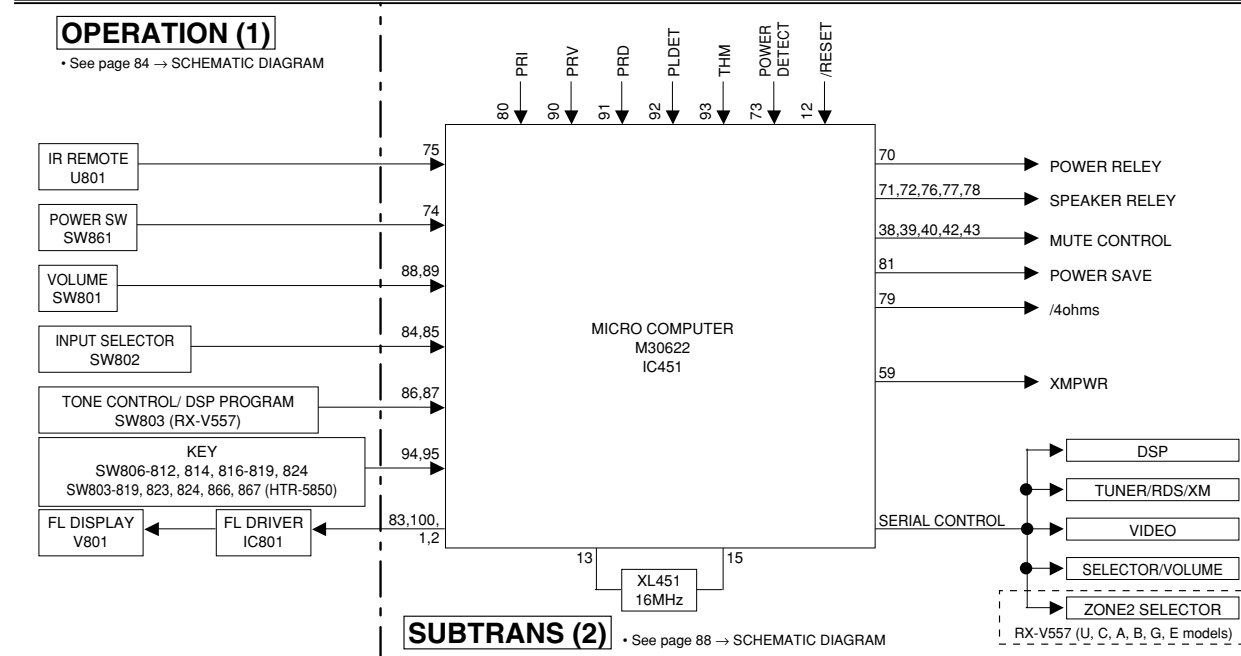 OPERATION (1)
• See page 84 → SCHEMATIC DIAGRAM
PRI
PRV
PRD
PLDET
THM
POWER
DETECT
/RESET
80
90
91
92
93
73
12
IR REMOTE
U801
75
POWER SW
SW861
74
VOLUME
SW801
88,89
INPUT SELECTOR
SW802
84,85
TONE CONTROL/ DSP PROGRAM
SW803 (RX-V557)
86,87
KEY
SW806-812, 814, 816-819, 824
SW803-819, 823, 824, 866, 867 (HTR-5850)
94,95
FL DISPLAY
V801
FL DRIVER
IC801
83,100,
1,2
MICRO COMPUTER
M30622
IC451
70
POWER RELEY
71,72,76,77,78
SPEAKER RELEY
38,39,40,42,43
MUTE CONTROL
81
POWER SAVE
79
/4ohms
59
XMPWR
SERIAL CONTROL
DSP
TUNER/RDS/XM
VIDEO
SELECTOR/VOLUME
ZONE2 SELECTOR
RX-V557 (U, C, A, B, G, E models)
13
15
XL451
16MHz
SUBTRANS (2)
• See page 88 → SCHEMATIC DIAGRAM